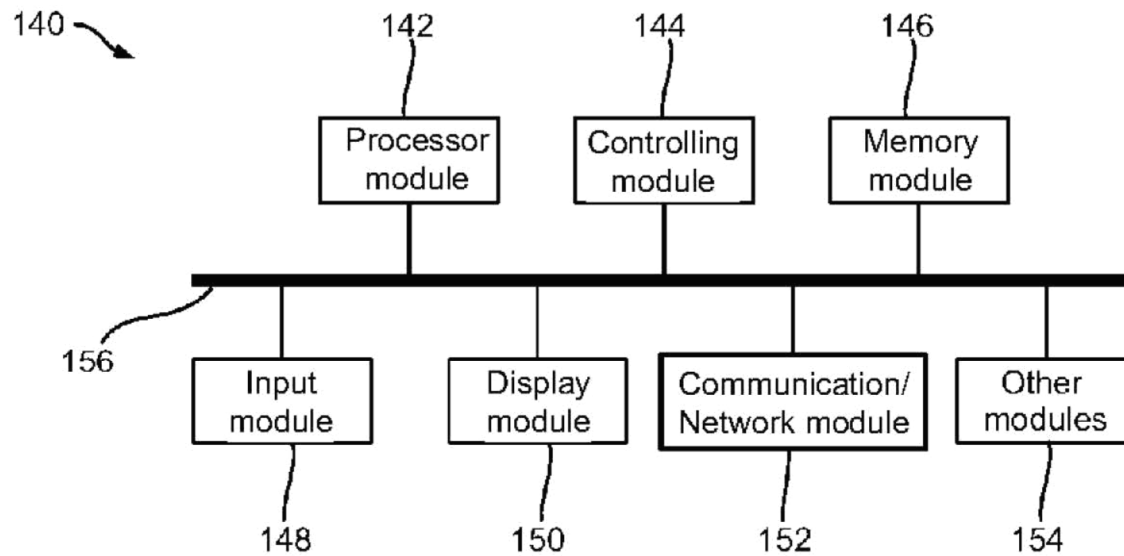 140
142
144
146
Processor
module
Controlling
module
Memory
module
156
Input
module
Display
module
Communication/
Network module
Other
modules
148
150
152
154